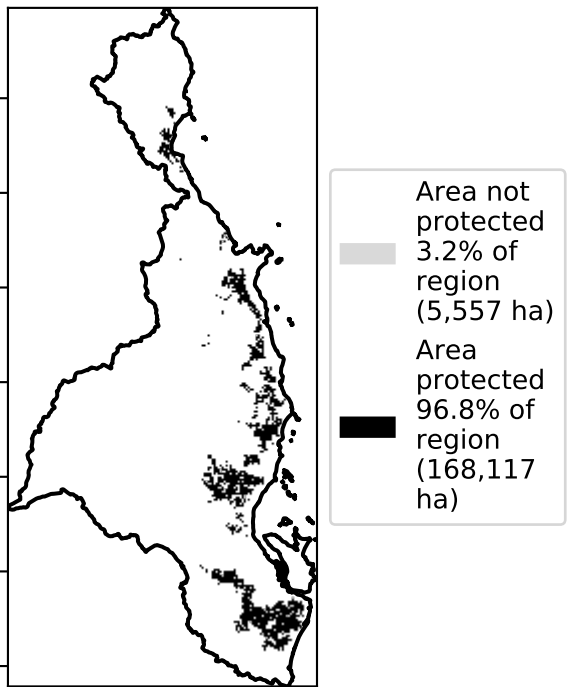 Area not
protected
3.2% of
region
(5,557 ha)
Area
protected
96.8% of
region
(168,117
ha)